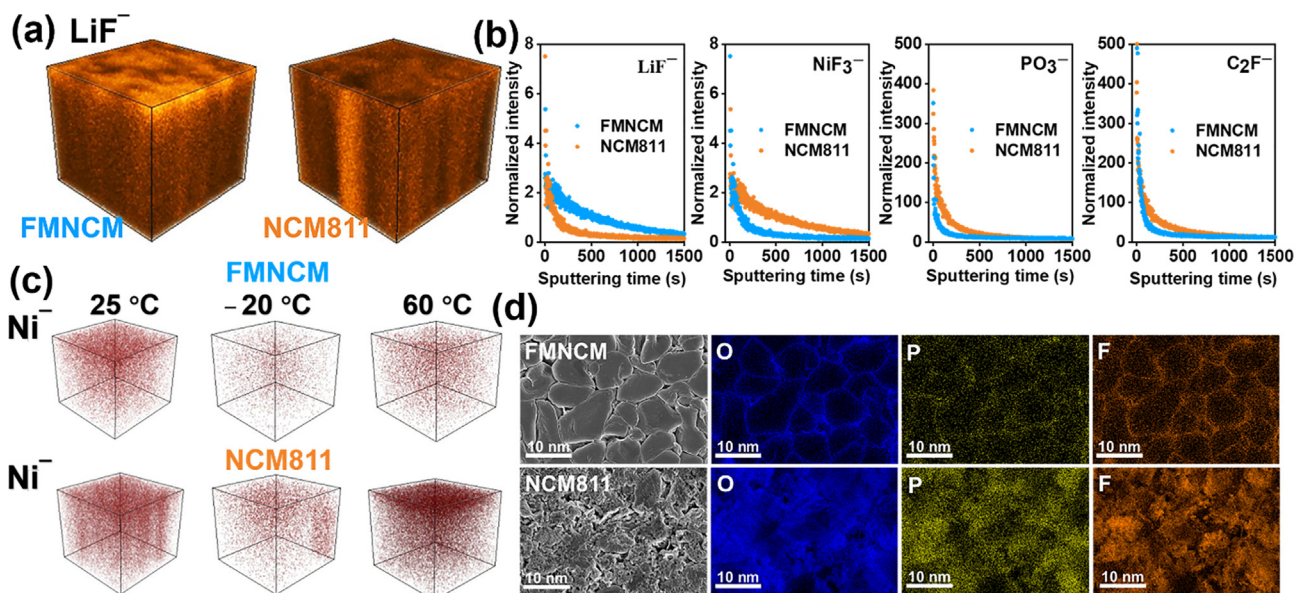 (a) LiF⁻
FMNCM
NCM811
(b)
Normalized intensity
8
6
4
2
0
LiF⁻
FMNCM
NCM811
0 500 1000 1500
Sputtering time (s)
Normalized intensity
8
6
4
2
0
NiF₃⁻
FMNCM
NCM811
0 500 1000 1500
Sputtering time (s)
Normalized intensity
500
400
300
200
100
0
PO₃⁻
FMNCM
NCM811
0 500 1000 1500
Sputtering time (s)
Normalized intensity
500
400
300
200
100
0
C₂F⁻
FMNCM
NCM811
0 500 1000 1500
Sputtering time (s)
(c)
FMNCM
25 °C – 20 °C 60 °C
Ni⁻
NCM811
Ni⁻
(d)
FMNCM O P F
10 nm 10 nm 10 nm 10 nm
NCM811 O P F
10 nm 10 nm 10 nm 10 nm